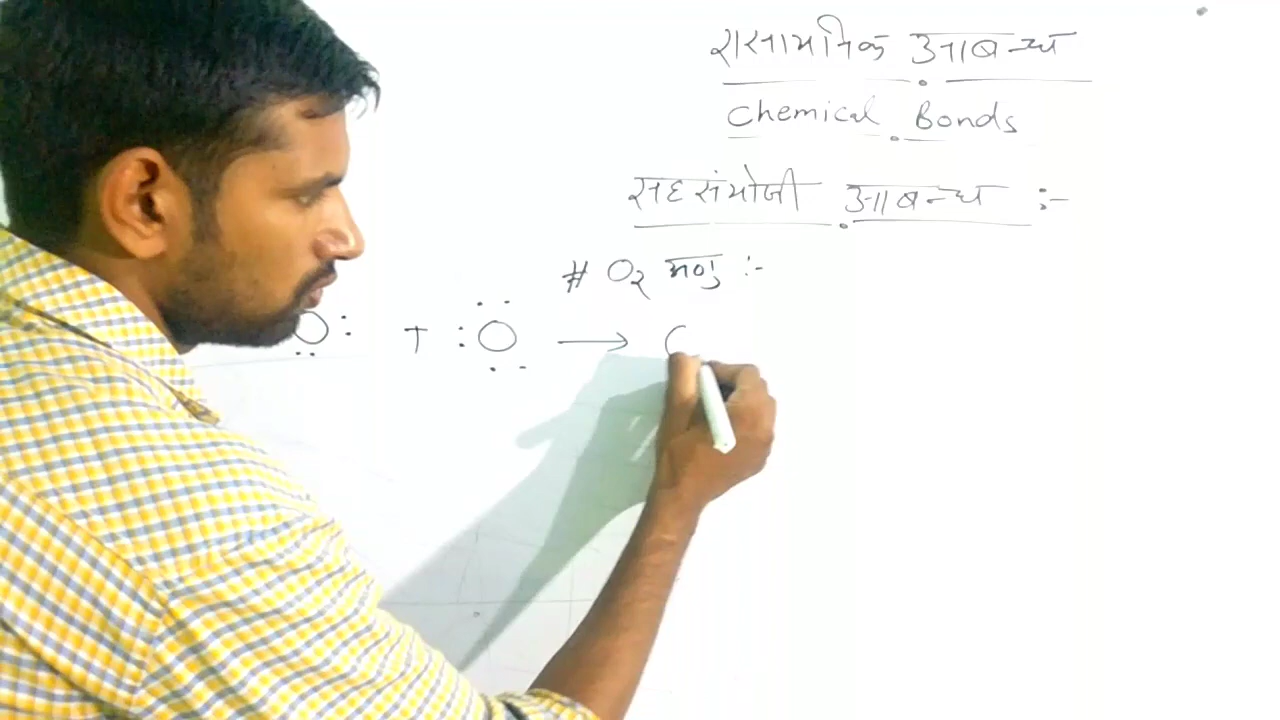 रासायनिक आबन्ध
Chemical Bonds
सहसंयोजी आबन्ध :-
# O2 अणु :-
O: + :O → C